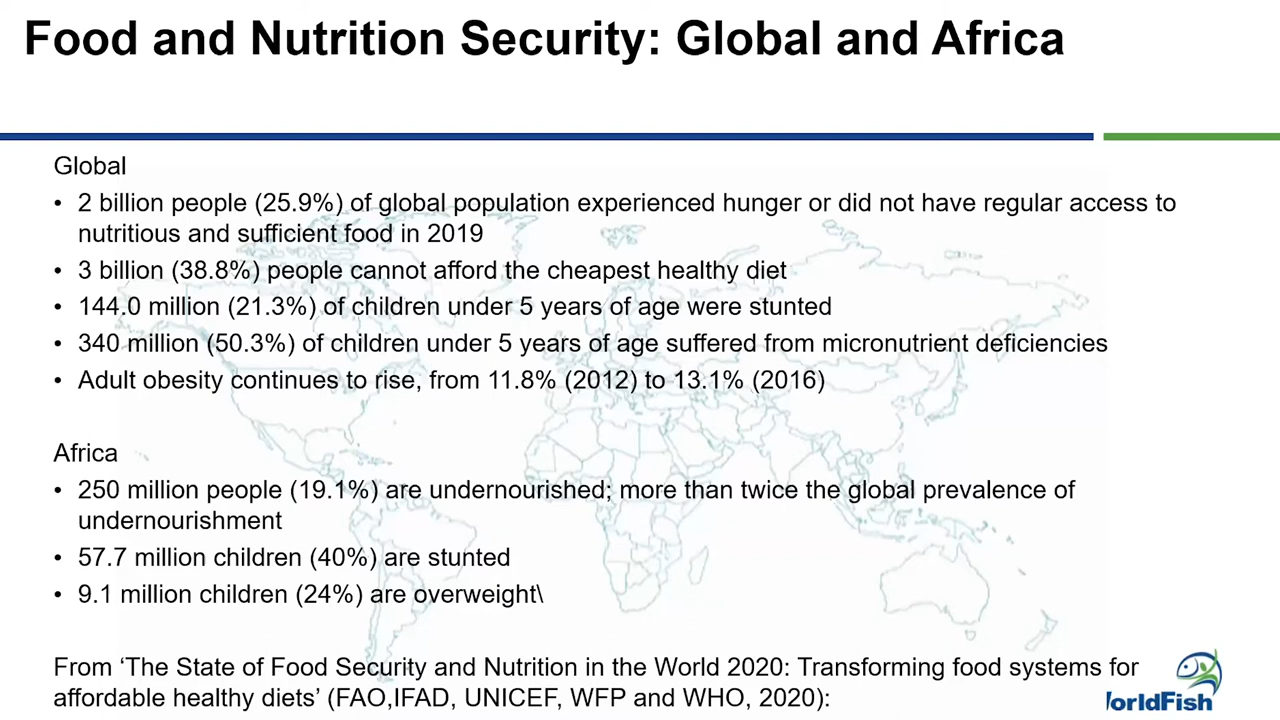 Food and Nutrition Security: Global and Africa
Global
• 2 billion people (25.9%) of global population experienced hunger or did not have regular access to
nutritious and sufficient food in 2019
• 3 billion (38.8%) people cannot afford the cheapest healthy diet
• 144.0 million (21.3%) of children under 5 years of age were stunted
• 340 million (50.3%) of children under 5 years of age suffered from micronutrient deficiencies
• Adult obesity continues to rise, from 11.8% (2012) to 13.1% (2016)
Africa
• 250 million people (19.1%) are undernourished; more than twice the global prevalence of
undernourishment
• 57.7 million children (40%) are stunted
• 9.1 million children (24%) are overweight\
From ‘The State of Food Security and Nutrition in the World 2020: Transforming food systems for
affordable healthy diets’ (FAO,IFAD, UNICEF, WFP and WHO, 2020):
orldFish